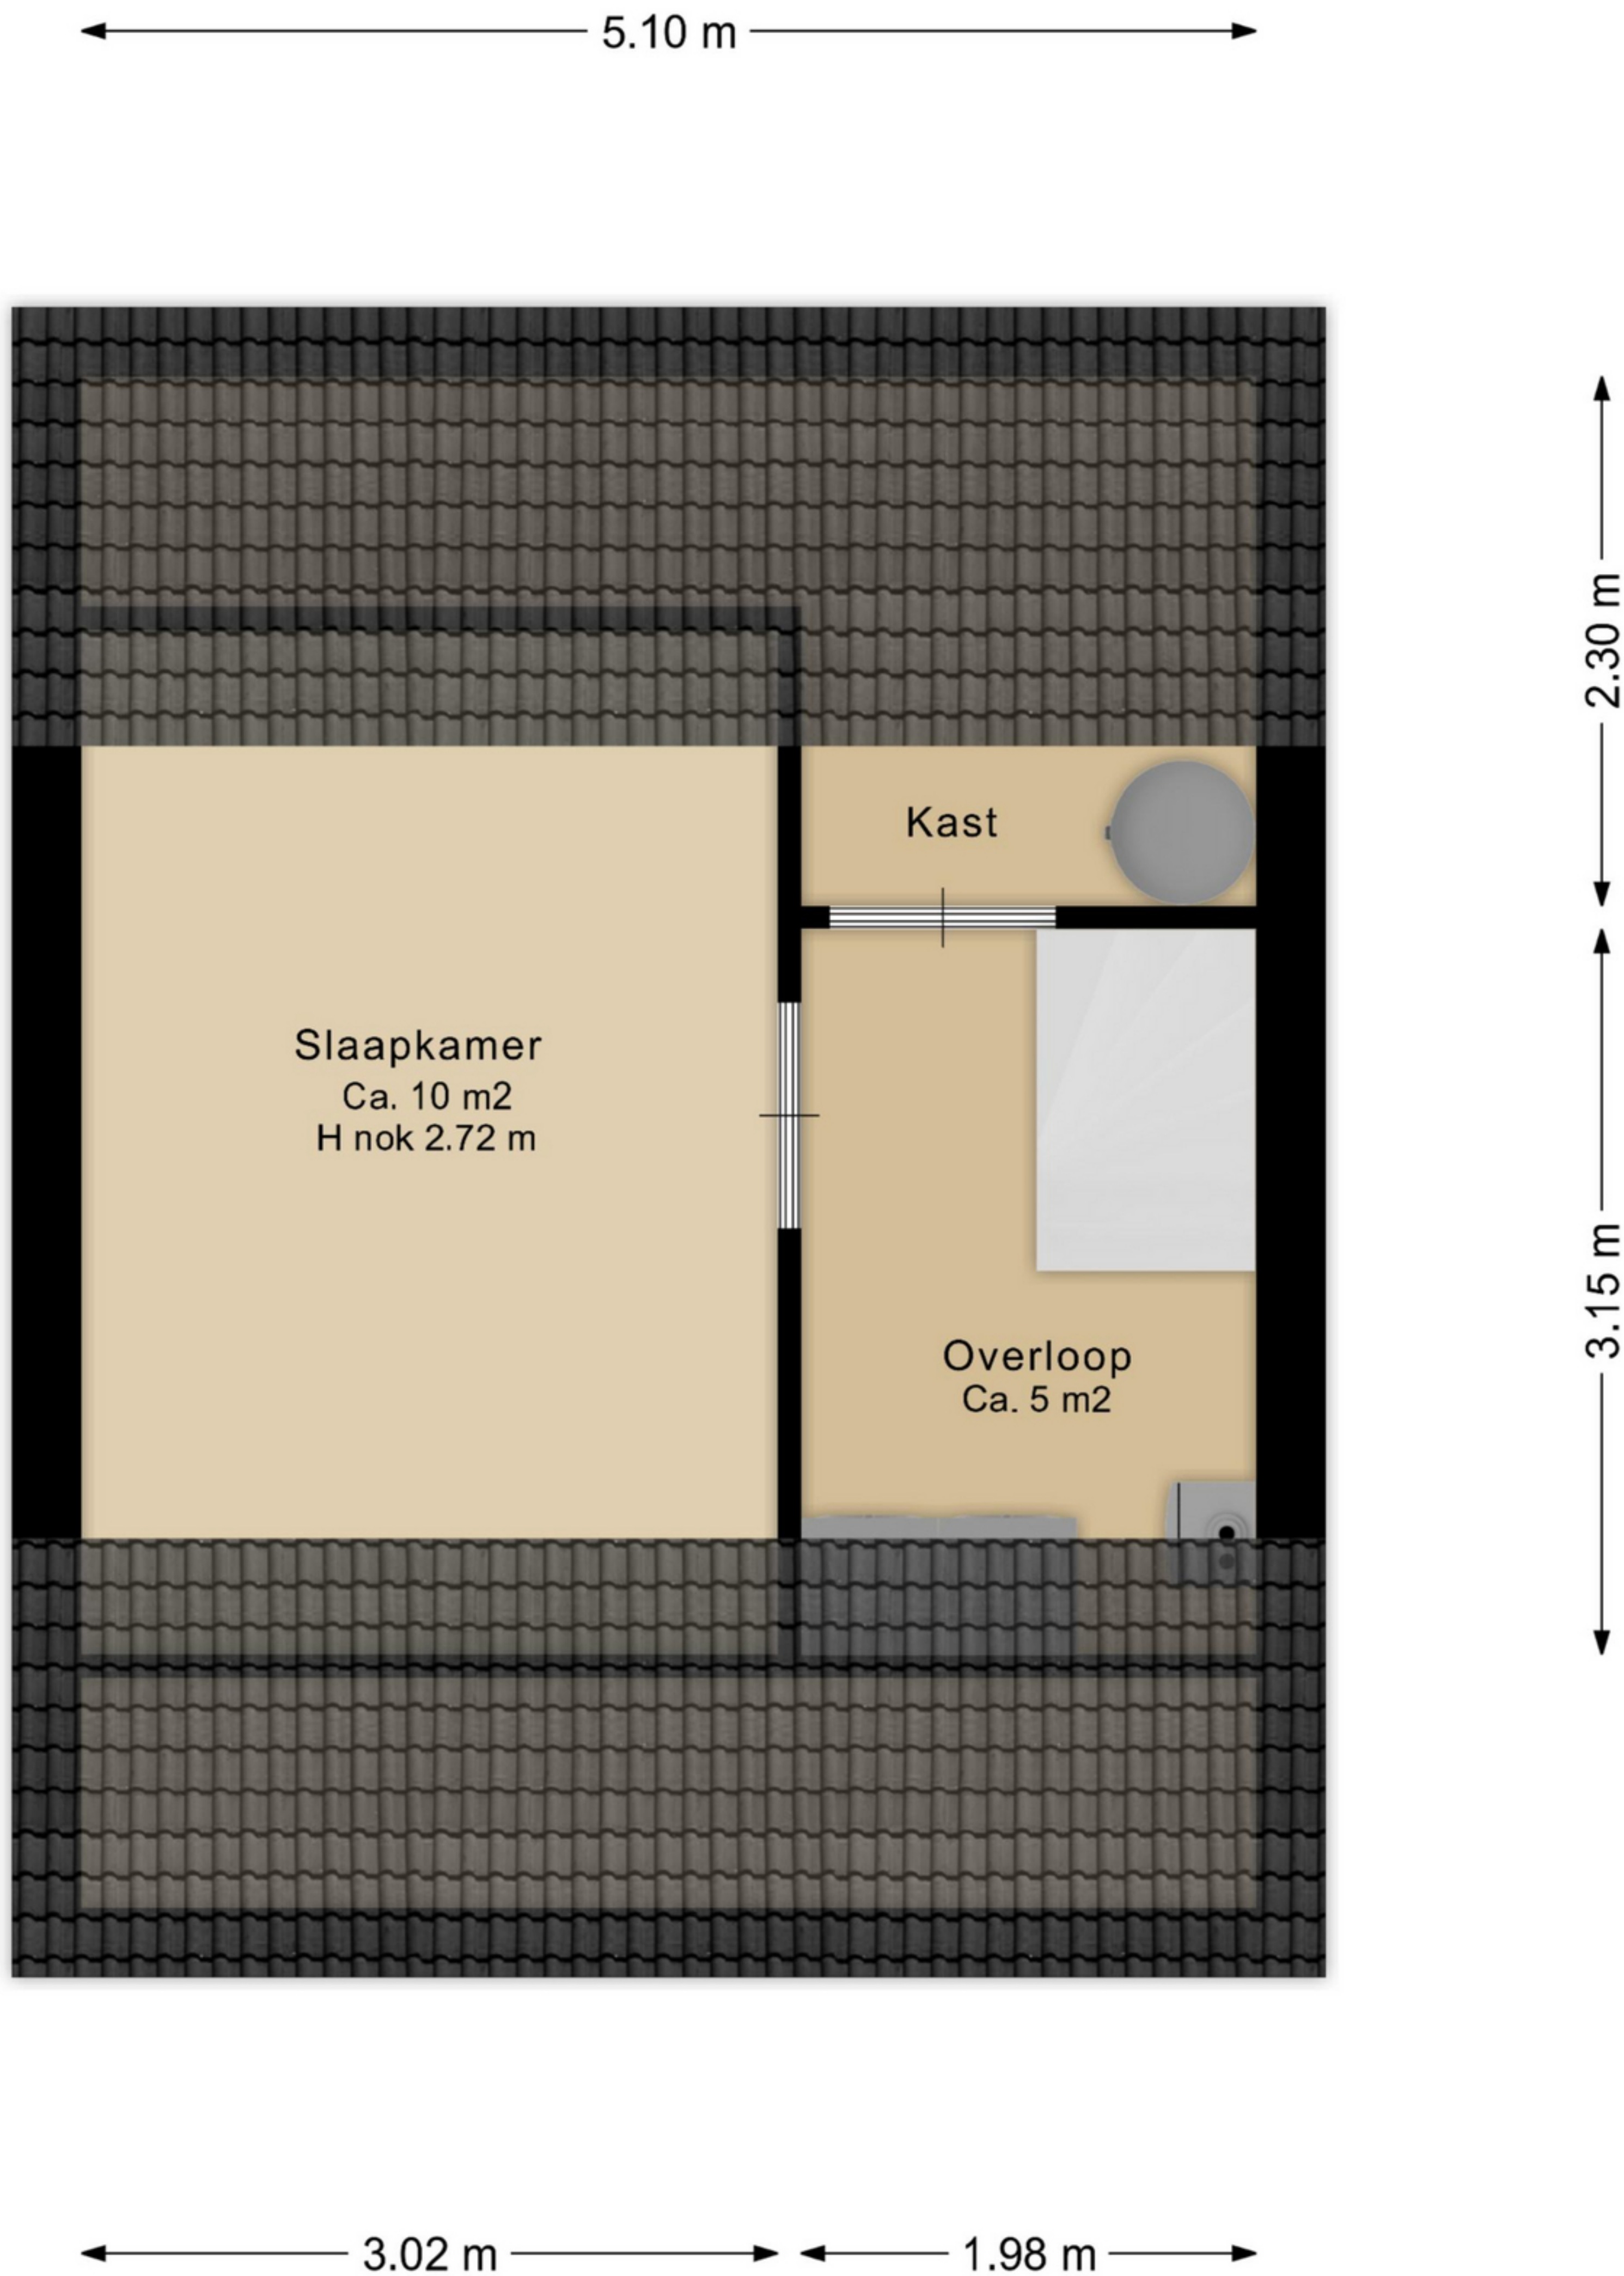 5.10 m
2.30 m
Kast
Slaapkamer
Ca. 10 m2
H nok 2.72 m
3.15 m
Overloop
Ca. 5 m2
3.02 m
1.98 m